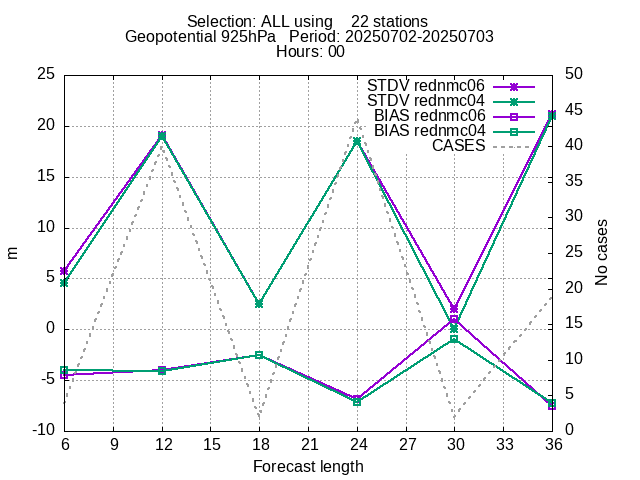 Selection: ALL using    22 stations
Geopotential 925hPa   Period: 20250702-20250703
Hours: 00
STDV rednmc06
STDV rednmc04
BIAS rednmc06
BIAS rednmc04
CASES
25
20
15
10
5
0
-5
-10
m
50
45
40
35
30
25
20
15
10
5
0
No cases
6 9 12 15 18 21 24 27 30 33 36
Forecast length